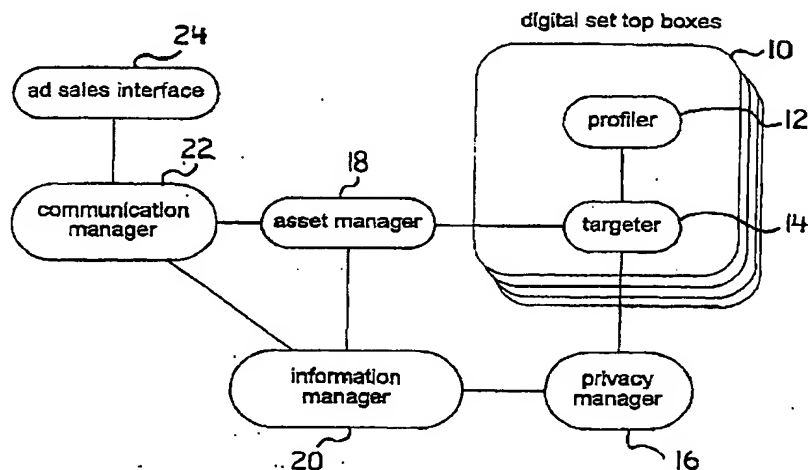 digital set top boxes
24
10
ad sales interface
profiler
12
22
18
communication
manager
asset manager
targeter
14
information
manager
privacy
manager
20
16